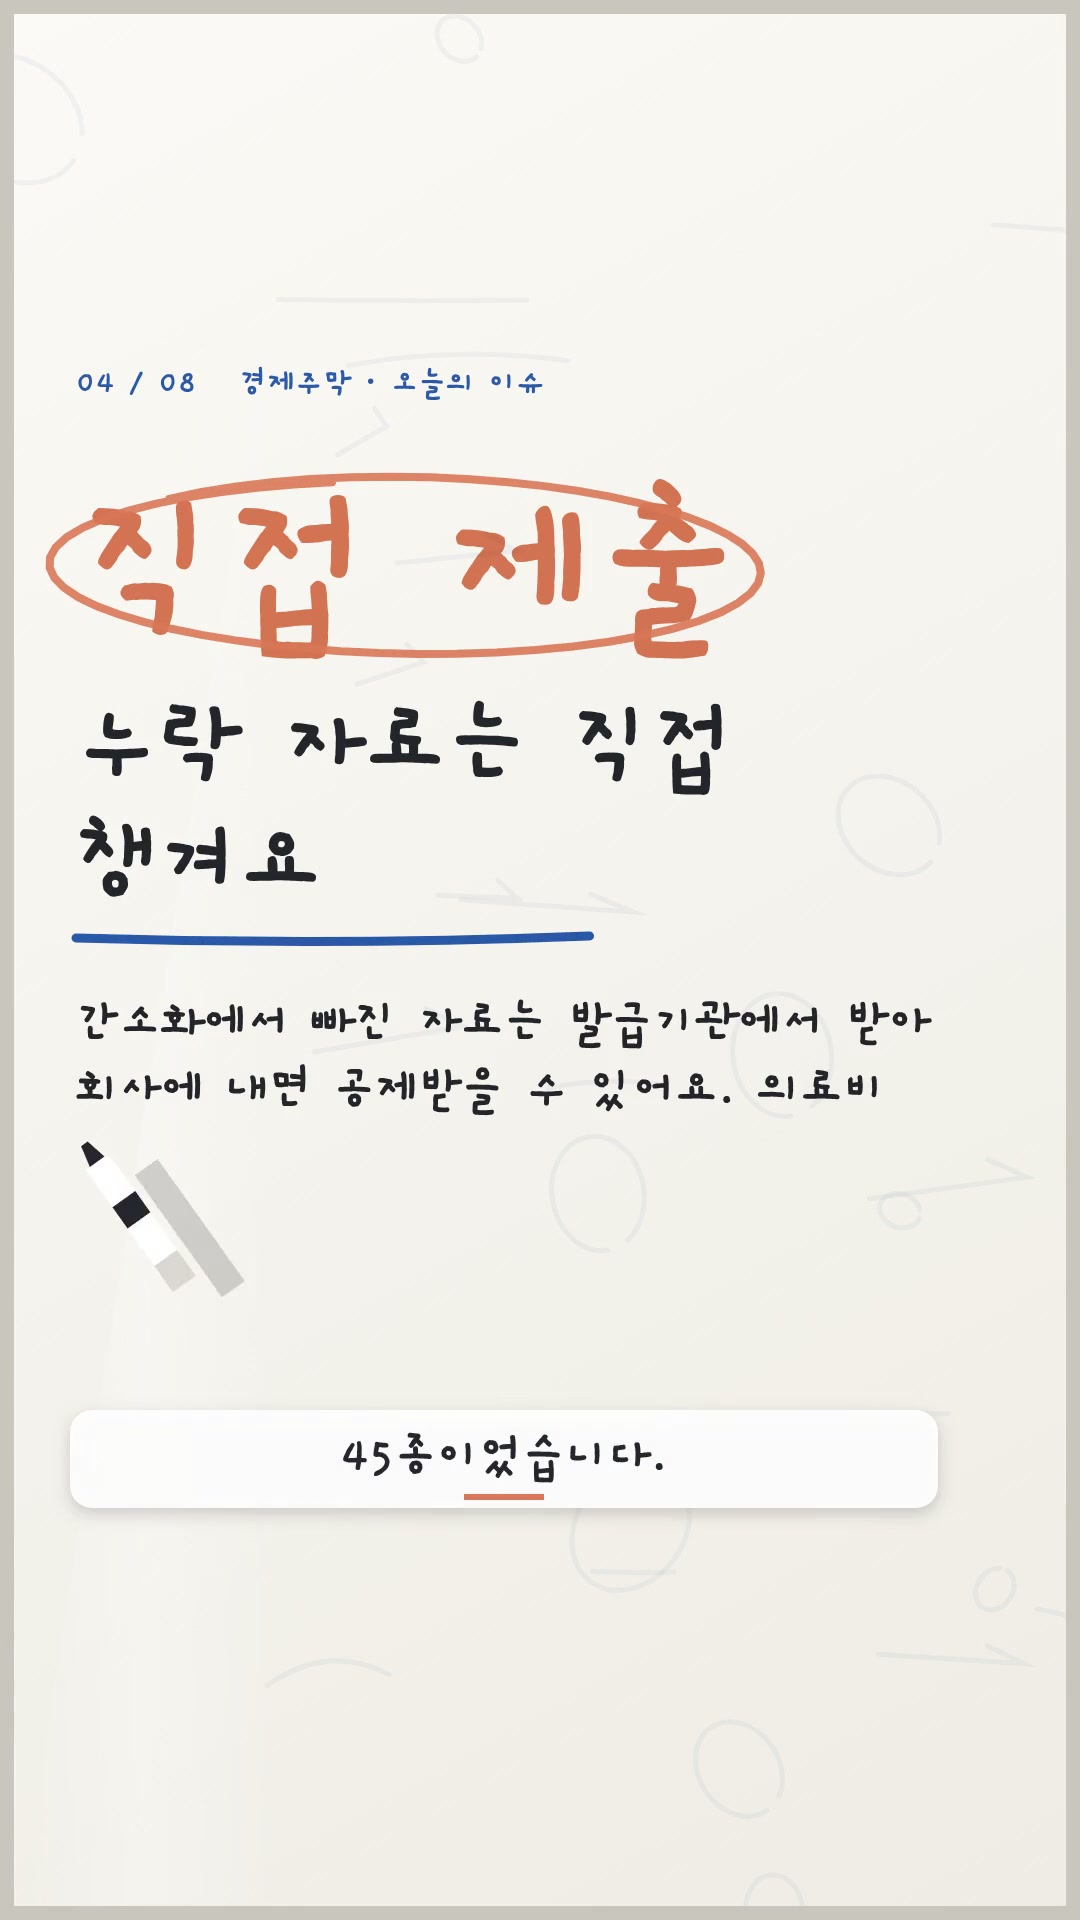 04 / 08 경제주막 · 오늘의 이슈
직접 제출
누락 자료는 직접
챙겨요
간소화에서 빠진 자료는 발급기관에서 받아
회사에 내면 공제받을 수 있어요. 의료비
45종이었습니다.